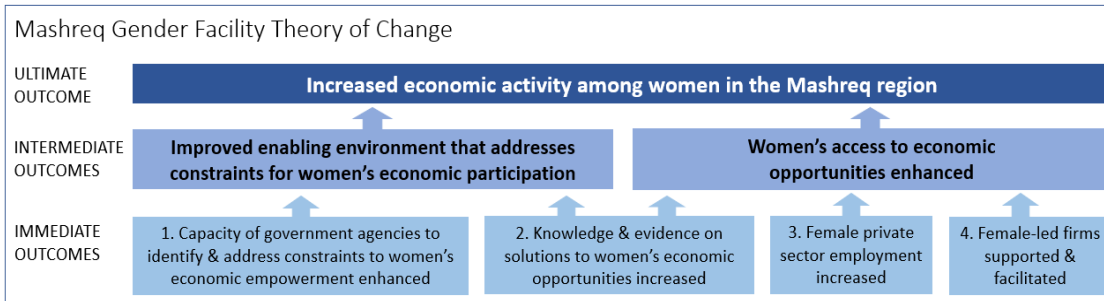 Mashreq Gender Facility Theory of Change
ULTIMATE
OUTCOME
Increased economic activity among women in the Mashreq region
INTERMEDIATE
OUTCOMES
Improved enabling environment that addresses
constraints for women’s economic participation
Women’s access to economic
opportunities enhanced
IMMEDIATE
OUTCOMES
1. Capacity of government agencies to
identify & address constraints to women’s
economic empowerment enhanced
2. Knowledge & evidence on
solutions to women’s economic
opportunities increased
3. Female private
sector employment
increased
4. Female-led firms
supported &
facilitated